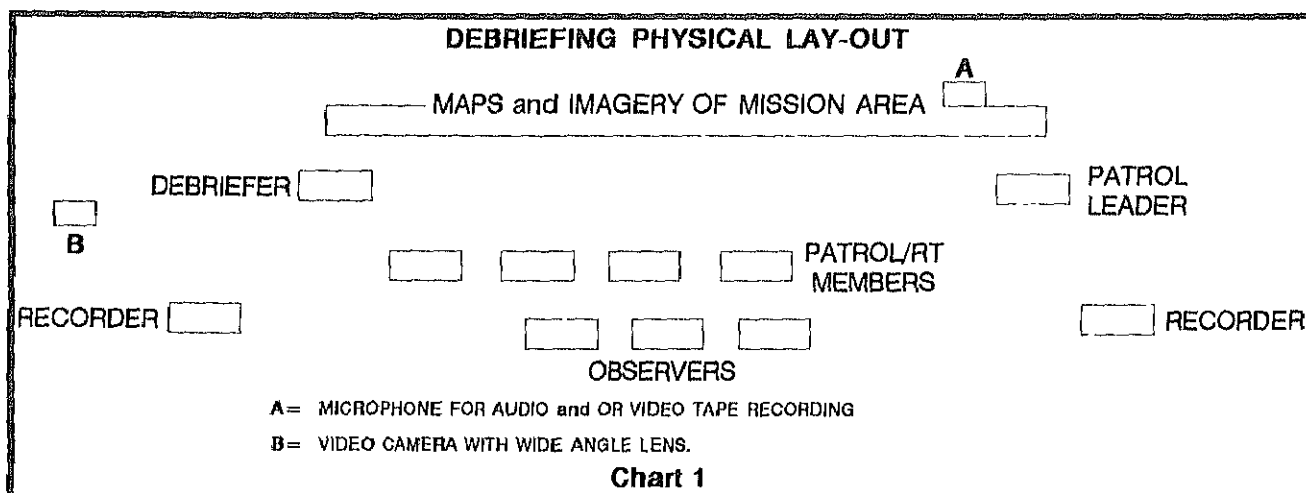 DEBRIEFING PHYSICAL LAY-OUT
A
MAPS and IMAGERY OF MISSION AREA
DEBRIEFER
PATROL
LEADER
B
PATROL/RT
MEMBERS
RECORDER
RECORDER
OBSERVERS
A= MICROPHONE FOR AUDIO and OR VIDEO TAPE RECORDING
B= VIDEO CAMERA WITH WIDE ANGLE LENS.
Chart 1